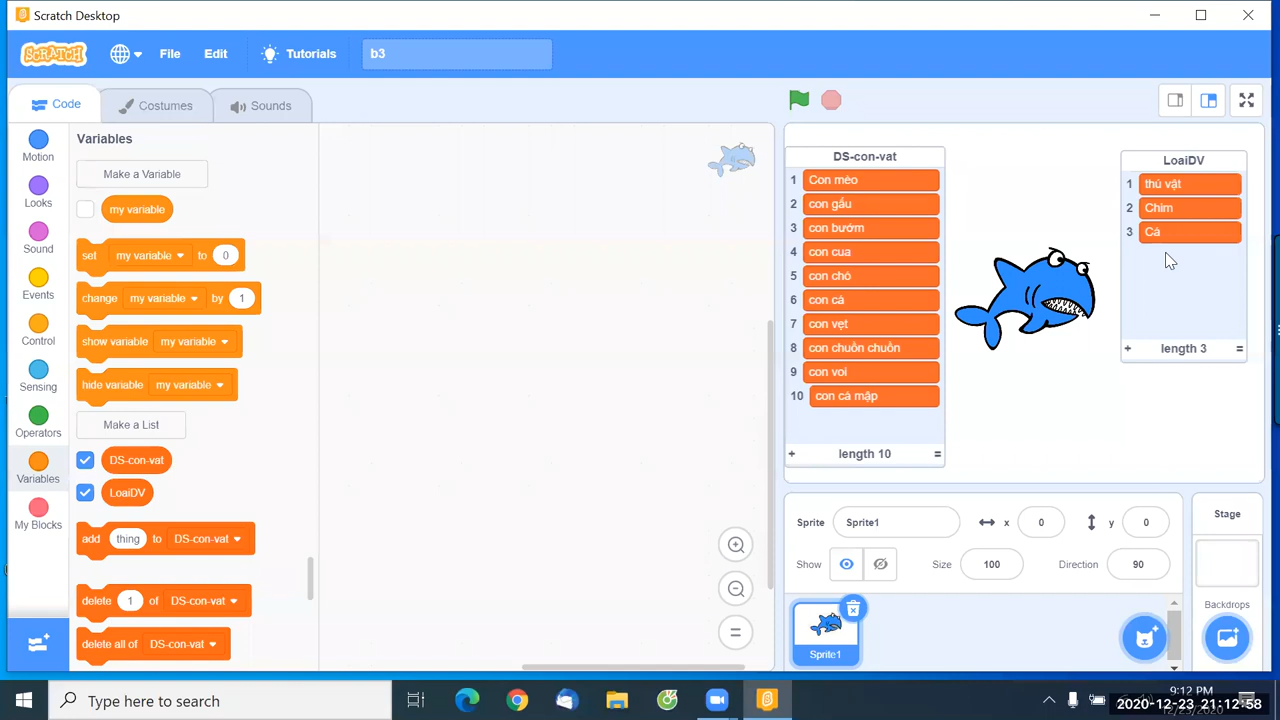 Scratch Desktop
SCRATCH File Edit Tutorials b3
Code Costumes Sounds
Motion
Looks
Sound
Events
Control
Sensing
Operators
Variables
My Blocks
Variables
Make a Variable
my variable
set my variable to 0
change my variable by 1
show variable my variable
hide variable my variable
Make a List
DS-con-vat
LoaiDV
add thing to DS-con-vat
delete 1 of DS-con-vat
delete all of DS-con-vat
DS-con-vat
1 Con mèo
2 con gấu
3 con bướm
4 con cua
5 con chó
6 con cá
7 con vẹt
8 con chuồn chuồn
9 con voi
10 con cá mập
+ length 10 =
LoaiDV
1 thú vật
2 Chim
3 Cá
+ length 3 =
Sprite Sprite1 x 0 y 0
Show Size 100 Direction 90
Sprite1
Stage
Backdrops
Type here to search
9:12 PM
12/23/2020
2020-12-23 21:12:58